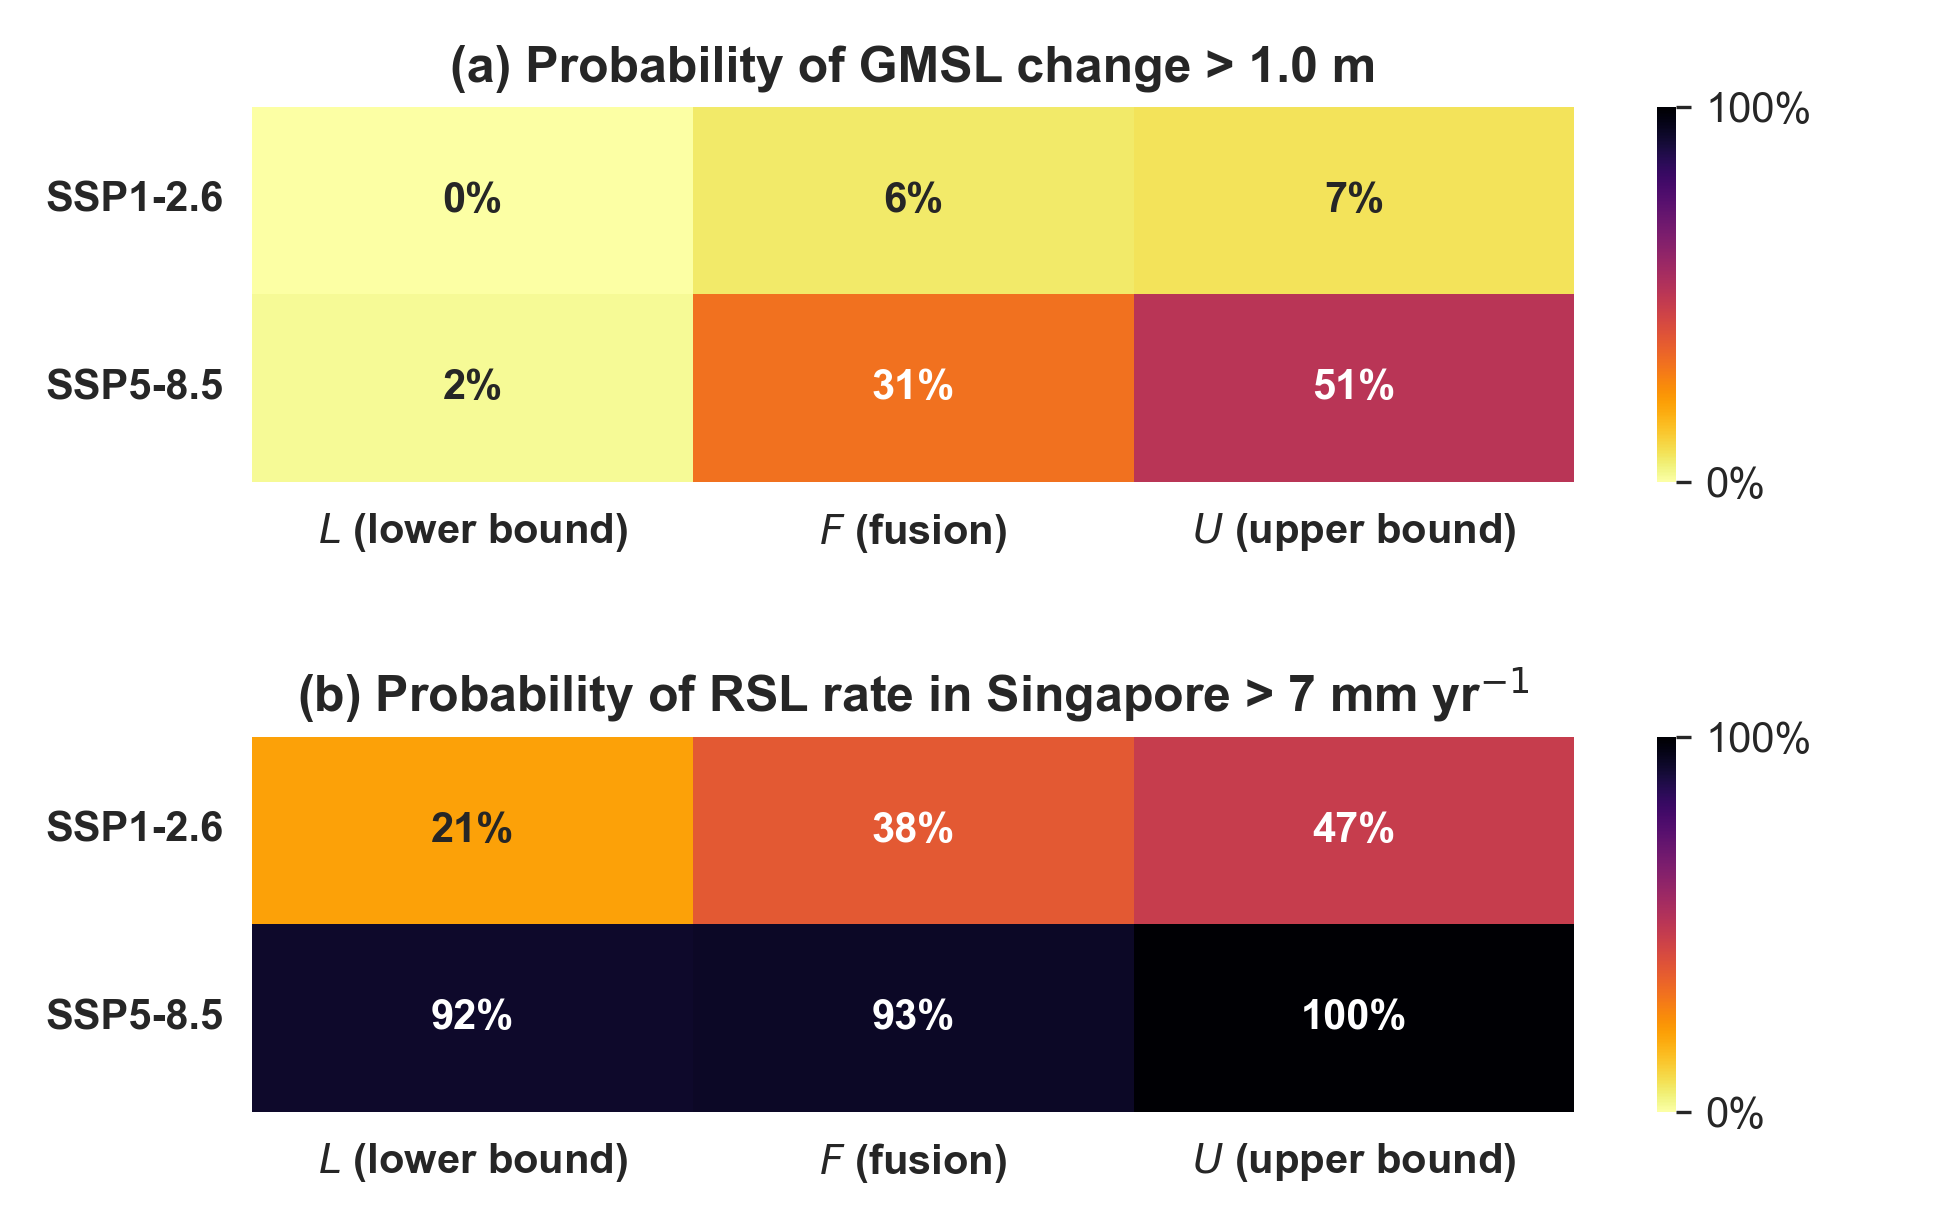 (a) Probability of GMSL change > 1.0 m
100%
SSP1-2.6 0% 6% 7%
SSP5-8.5 2% 31% 51%
0%
L (lower bound) F (fusion) U (upper bound)
(b) Probability of RSL rate in Singapore > 7 mm yr⁻¹
100%
SSP1-2.6 21% 38% 47%
SSP5-8.5 92% 93% 100%
0%
L (lower bound) F (fusion) U (upper bound)